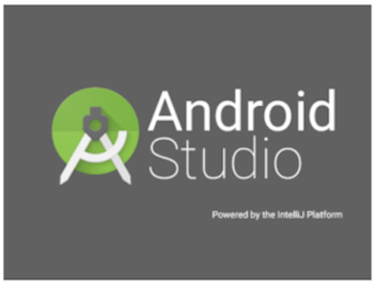 Android
Studio
Powered by the IntelliJ Platform